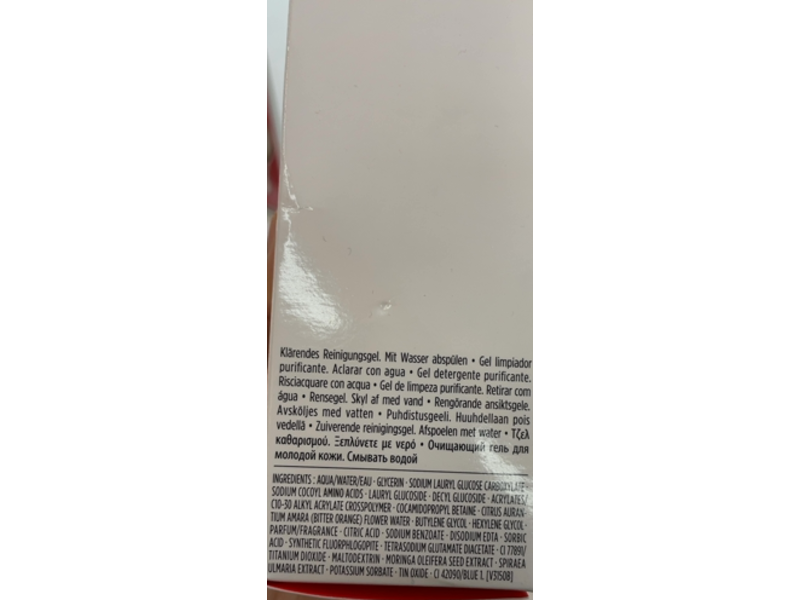 Klärendes Reinigungsgel. Mit Wasser abspülen • Gel limpiador
purificante. Aclarar con agua • Gel detergente purificante.
Risciacquare con acqua • Gel de limpeza purificante. Retirar com
água • Rensegel. Skyl af med vand • Rengörande ansiktsgele.
Avsköljes med vatten • Puhdistusgeeli. Huuhdellaan pois
vedellä • Zuiverende reinigingsgel. Afspoelen met water • Τζελ
καθαρισμού. Ξεπλύνετε με νερό • Очищающий гель для
молодой кожи. Смывать водой
INGREDIENTS : AQUA/WATER/EAU · GLYCERIN · SODIUM LAURYL GLUCOSE CARBOXYLATE ·
SODIUM COCOYL AMINO ACIDS · LAURYL GLUCOSIDE · DECYL GLUCOSIDE · ACRYLATES/
C10-30 ALKYL ACRYLATE CROSSPOLYMER · COCAMIDOPROPYL BETAINE · CITRUS AURAN-
TIUM AMARA (BITTER ORANGE) FLOWER WATER · BUTYLENE GLYCOL · HEXYLENE GLYCOL ·
PARFUM/FRAGRANCE · CITRIC ACID · SODIUM BENZOATE · DISODIUM EDTA · SORBIC
ACID · SYNTHETIC FLUORPHLOGOPITE · TETRASODIUM GLUTAMATE DIACETATE · CI 77891/
TITANIUM DIOXIDE · MALTODEXTRIN · MORINGA OLEIFERA SEED EXTRACT · SPIRAEA
ULMARIA EXTRACT · POTASSIUM SORBATE · TIN OXIDE · CI 42090/BLUE 1. [V3150B]